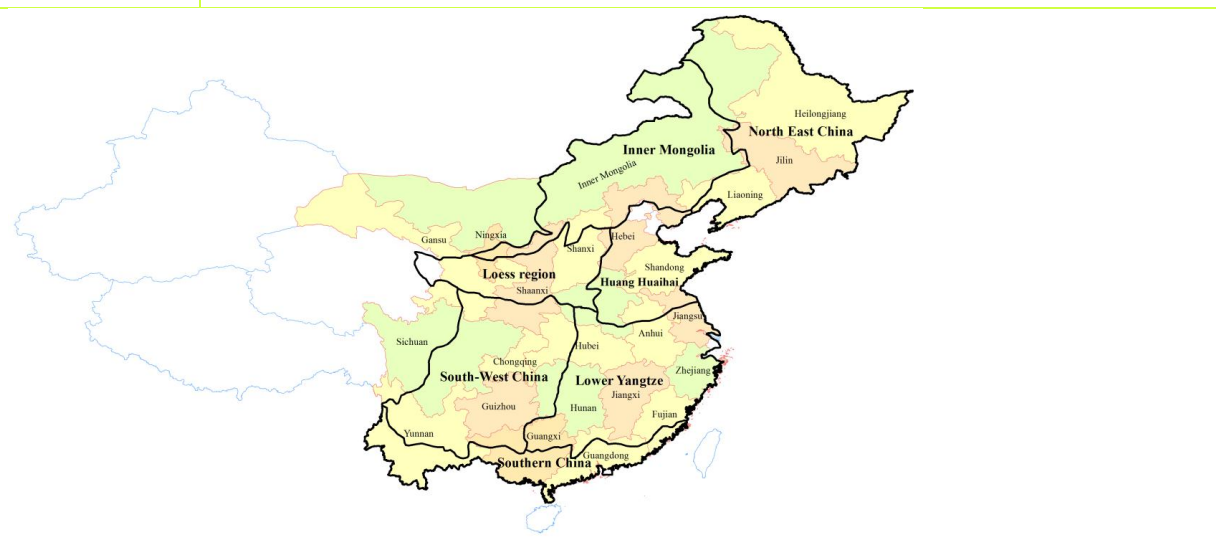 Heilongjiang
North East China
Inner Mongolia
Jilin
Inner Mongolia
Liaoning
Gansu
Ningxia
Hebei
Shanxi
Shandong
Loess region
Huang Huaihai
Shaanxi
Jiangsu
Anhui
Sichuan
Hubei
Chongqing
Zhejiang
South-West China
Lower Yangtze
Jiangxi
Guizhou
Hunan
Fujian
Yunnan
Guangxi
Guangdong
Southern China